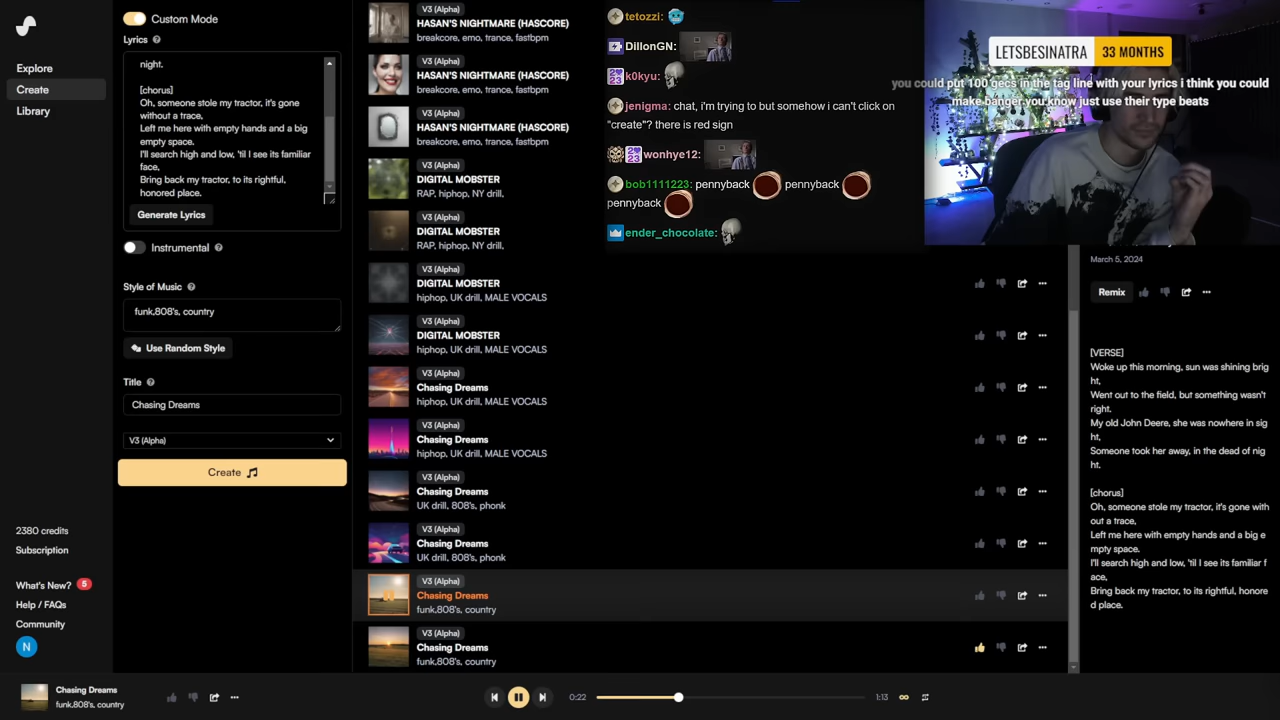 Custom Mode
Lyrics
night.
[chorus]
Oh, someone stole my tractor, it's gone
without a trace,
Left me here with empty hands and a big
empty space.
I'll search high and low, 'til I see its familiar
face,
Bring back my tractor, to its rightful,
honored place.
Generate Lyrics
Instrumental
Style of Music
funk,808's, country
Use Random Style
Title
Chasing Dreams
V3 (Alpha)
Create
Explore
Create
Library
2380 credits
Subscription
What's New? 5
Help / FAQs
Community
N
V3 (Alpha)
HASAN'S NIGHTMARE (HASCORE)
breakcore, emo, trance, fastbpm
V3 (Alpha)
HASAN'S NIGHTMARE (HASCORE)
breakcore, emo, trance, fastbpm
V3 (Alpha)
HASAN'S NIGHTMARE (HASCORE)
breakcore, emo, trance, fastbpm
V3 (Alpha)
DIGITAL MOBSTER
RAP, hiphop, NY drill,
V3 (Alpha)
DIGITAL MOBSTER
RAP, hiphop, NY drill,
V3 (Alpha)
DIGITAL MOBSTER
hiphop, UK drill, MALE VOCALS
V3 (Alpha)
DIGITAL MOBSTER
hiphop, UK drill, MALE VOCALS
V3 (Alpha)
Chasing Dreams
hiphop, UK drill, MALE VOCALS
V3 (Alpha)
Chasing Dreams
hiphop, UK drill, MALE VOCALS
V3 (Alpha)
Chasing Dreams
UK drill, 808's, phonk
V3 (Alpha)
Chasing Dreams
UK drill, 808's, phonk
V3 (Alpha)
Chasing Dreams
funk,808's, country
V3 (Alpha)
Chasing Dreams
funk,808's, country
tetozzi:
DillonGN:
k0kyu:
jenigma: chat, i'm trying to but somehow i can't click on
"create"? there is red sign
wonhye12:
bob1111223: pennyback pennyback
pennyback
ender_chocolate:
LETSBESINATRA 33 MONTHS
you could put 100 gecs in the tag line with your lyrics i think you could
make banger.you know just use their type beats
March 5, 2024
Remix
[VERSE]
Woke up this morning, sun was shining brig
ht,
Went out to the field, but something wasn't
right.
My old John Deere, she was nowhere in sig
ht,
Someone took her away, in the dead of nig
ht.
[chorus]
Oh, someone stole my tractor, it's gone with
out a trace,
Left me here with empty hands and a big e
mpty space.
I'll search high and low, 'til I see its familiar f
ace,
Bring back my tractor, to its rightful, honore
d place.
Chasing Dreams
funk,808's, country
0:22
1:13